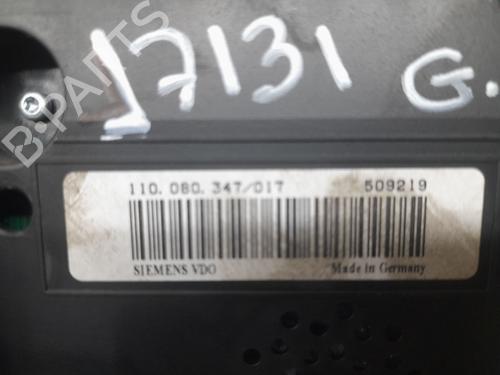 B-PARTS
17131 G.
110.080.347/017 509219
SIEMENS VDO Made in Germany